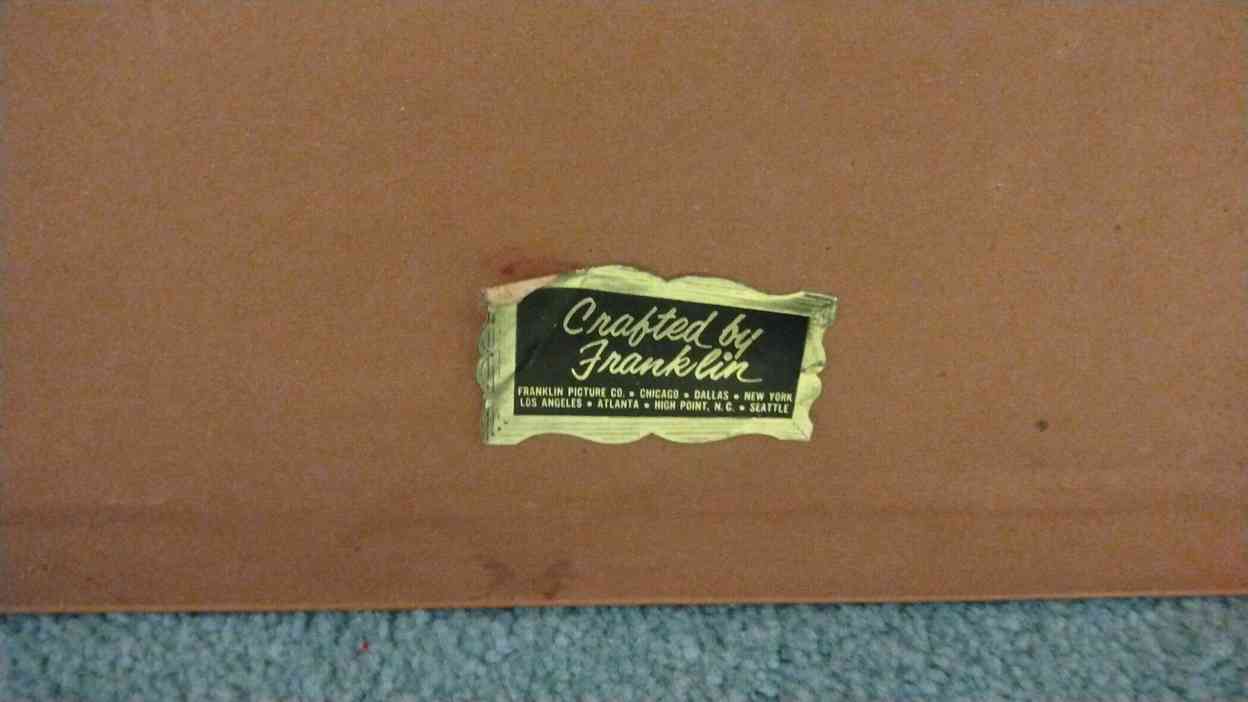 Crafted by
Franklin
FRANKLIN PICTURE CO. • CHICAGO • DALLAS • NEW YORK
LOS ANGELES • ATLANTA • HIGH POINT, N.C. • SEATTLE